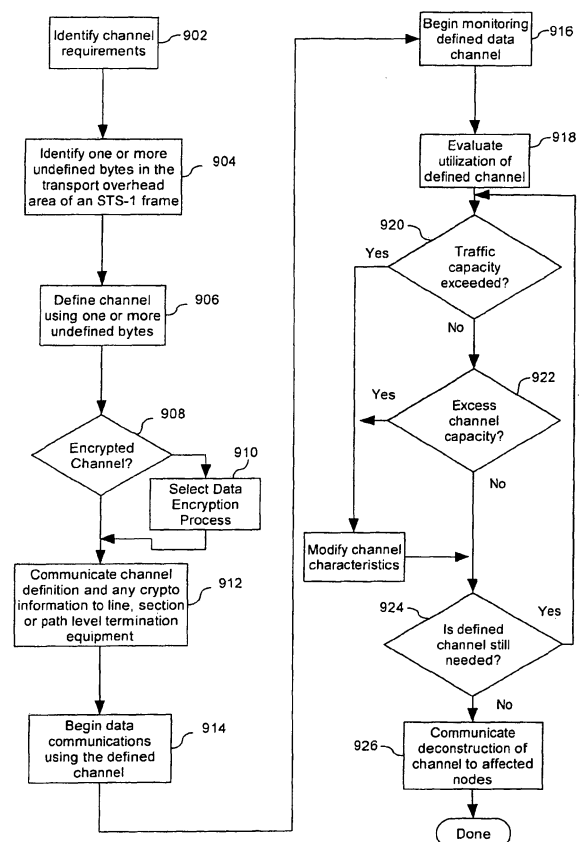 Identify channel
requirements
902
Identify one or more
undefined bytes in the
transport overhead
area of an STS-1 frame
904
Define channel
using one or more
undefined bytes
906
908
Encrypted
Channel?
910
Select Data
Encryption
Process
Communicate channel
definition and any crypto
information to line, section
or path level termination
equipment
912
Begin data
communications
using the defined
channel
914
Begin monitoring
defined data
channel
916
Evaluate
utilization of
defined channel
918
920
Yes
Traffic
capacity
exceeded?
No
922
Yes
Excess
channel
capacity?
No
Modify channel
characteristics
924
Yes
Is defined
channel still
needed?
No
Communicate
deconstruction of
channel to affected
nodes
926
Done